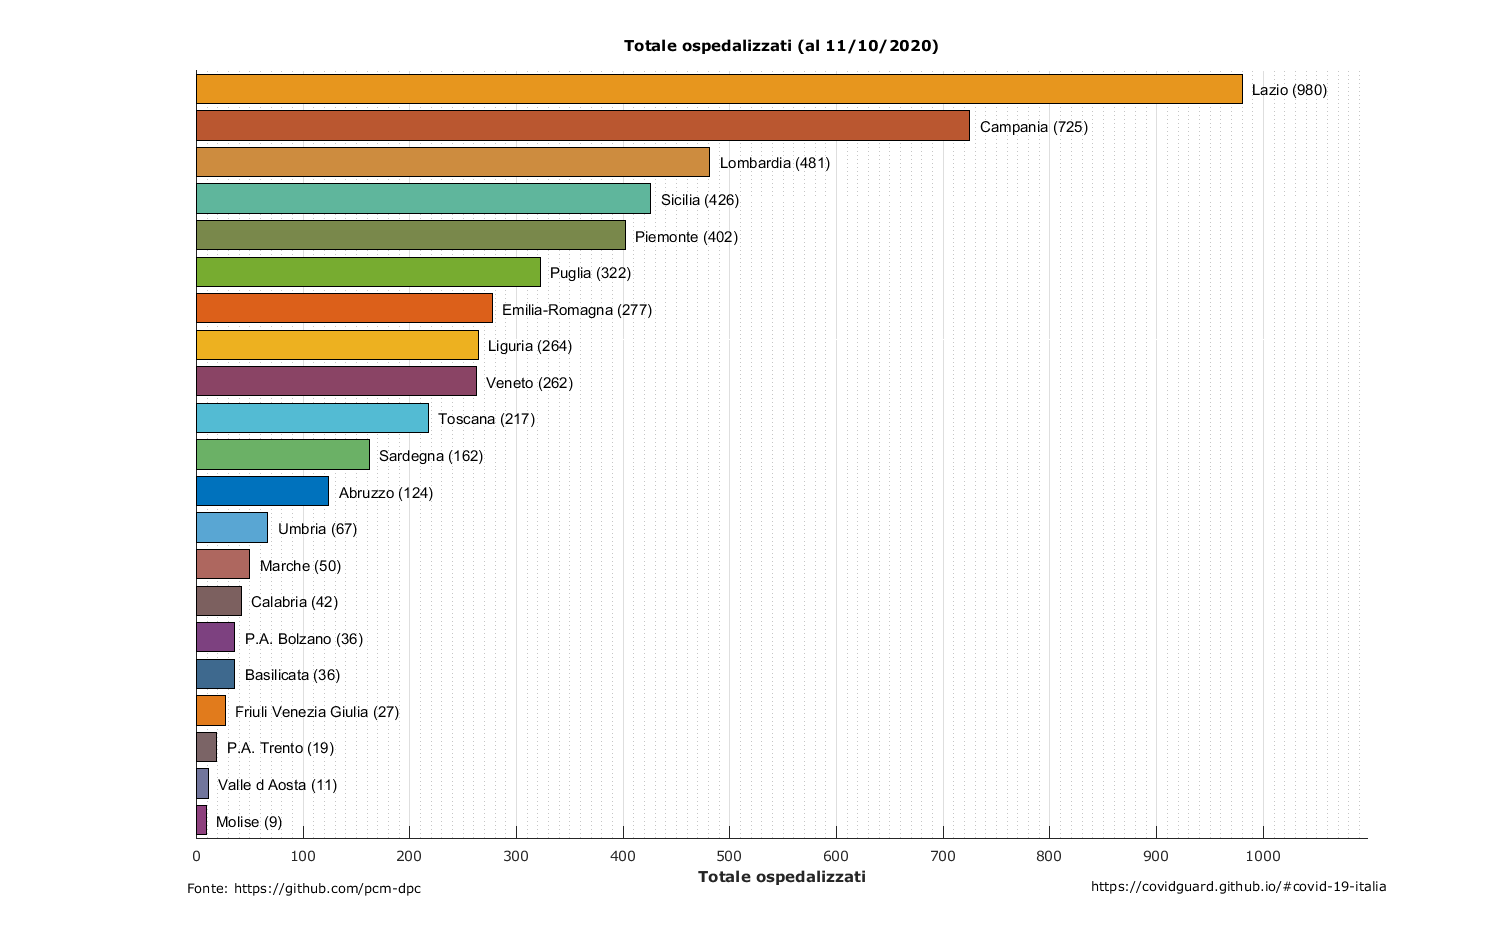 Totale ospedalizzati (al 11/10/2020)
Lazio (980)
Campania (725)
Lombardia (481)
Sicilia (426)
Piemonte (402)
Puglia (322)
Emilia-Romagna (277)
Liguria (264)
Veneto (262)
Toscana (217)
Sardegna (162)
Abruzzo (124)
Umbria (67)
Marche (50)
Calabria (42)
P.A. Bolzano (36)
Basilicata (36)
Friuli Venezia Giulia (27)
P.A. Trento (19)
Valle d Aosta (11)
Molise (9)
0 100 200 300 400 500 600 700 800 900 1000
Totale ospedalizzati
Fonte: https://github.com/pcm-dpc
https://covidguard.github.io/#covid-19-italia